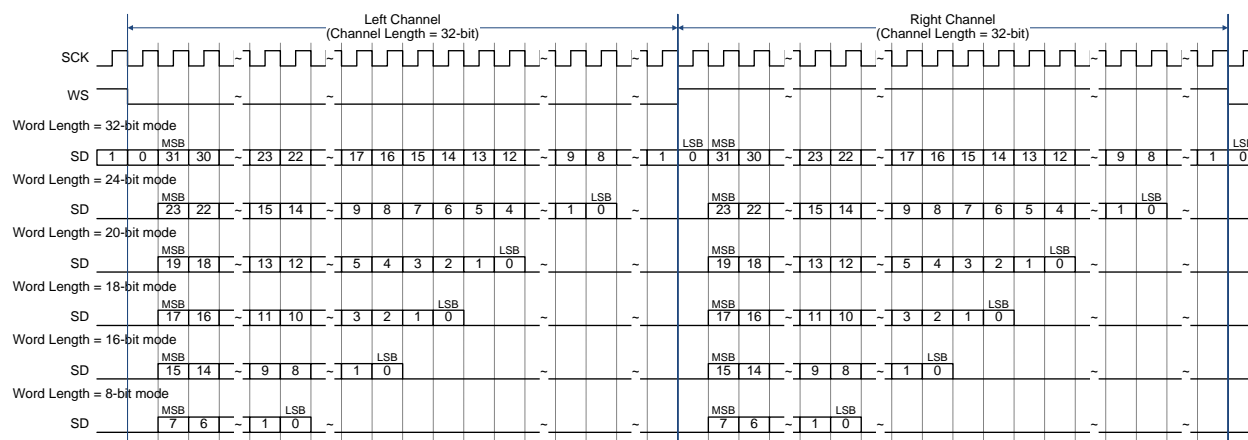 Left Channel
(Channel Length = 32-bit)
Right Channel
(Channel Length = 32-bit)
SCK ~ ~ ~ ~ ~ ~ ~ ~
WS ~ ~ ~ ~ ~ ~ ~ ~
Word Length = 32-bit mode
MSB LSB MSB LSB
SD 1 0 31 30 ~ 23 22 ~ 17 16 15 14 13 12 ~ 9 8 ~ 1 0 31 30 ~ 23 22 ~ 17 16 15 14 13 12 ~ 9 8 ~ 1 0
Word Length = 24-bit mode
MSB LSB MSB LSB
SD 23 22 ~ 15 14 ~ 9 8 7 6 5 4 ~ 1 0 ~ 23 22 ~ 15 14 ~ 9 8 7 6 5 4 ~ 1 0 ~
Word Length = 20-bit mode
MSB LSB MSB LSB
SD 19 18 ~ 13 12 ~ 5 4 3 2 1 0 ~ ~ 19 18 ~ 13 12 ~ 5 4 3 2 1 0 ~ ~
Word Length = 18-bit mode
MSB LSB MSB LSB
SD 17 16 ~ 11 10 ~ 3 2 1 0 ~ ~ 17 16 ~ 11 10 ~ 3 2 1 0 ~ ~
Word Length = 16-bit mode
MSB LSB MSB LSB
SD 15 14 ~ 9 8 ~ 1 0 ~ ~ 15 14 ~ 9 8 ~ 1 0 ~ ~
Word Length = 8-bit mode
MSB LSB MSB LSB
SD 7 6 ~ 1 0 ~ ~ ~ 7 6 ~ 1 0 ~ ~ ~